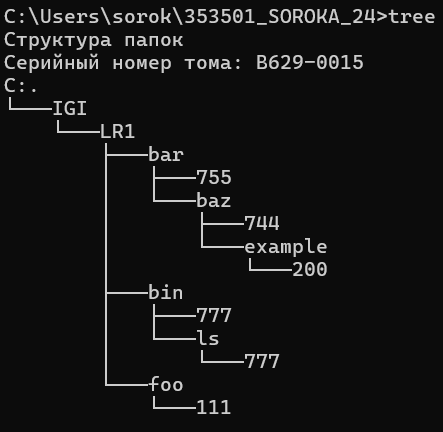 C:\Users\sorok\353501_SOROKA_24>tree
Структура папок
Серийный номер тома: B629-0015
C:.
└───IGI
    └───LR1
        ├───bar
        │   ├───755
        │   └───baz
        │       ├───744
        │       └───example
        │           └───200
        ├───bin
        │   ├───777
        │   └───ls
        │       └───777
        └───foo
            └───111